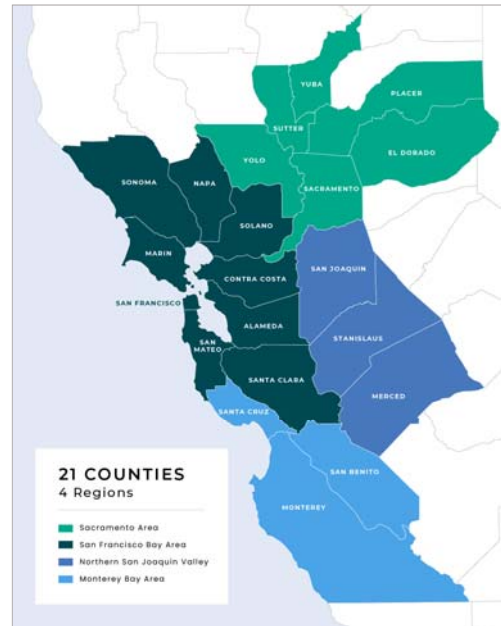 YUBA
PLACER
SUTTER
EL DORADO
YOLO
SACRAMENTO
SONOMA
NAPA
SOLANO
MARIN
SAN JOAQUIN
CONTRA COSTA
SAN FRANCISCO
ALAMEDA
STANISLAUS
SAN
MATEO
SANTA CLARA
MERCED
SANTA CRUZ
SAN BENITO
MONTEREY
21 COUNTIES
4 Regions
Sacramento Area
San Francisco Bay Area
Northern San Joaquin Valley
Monterey Bay Area